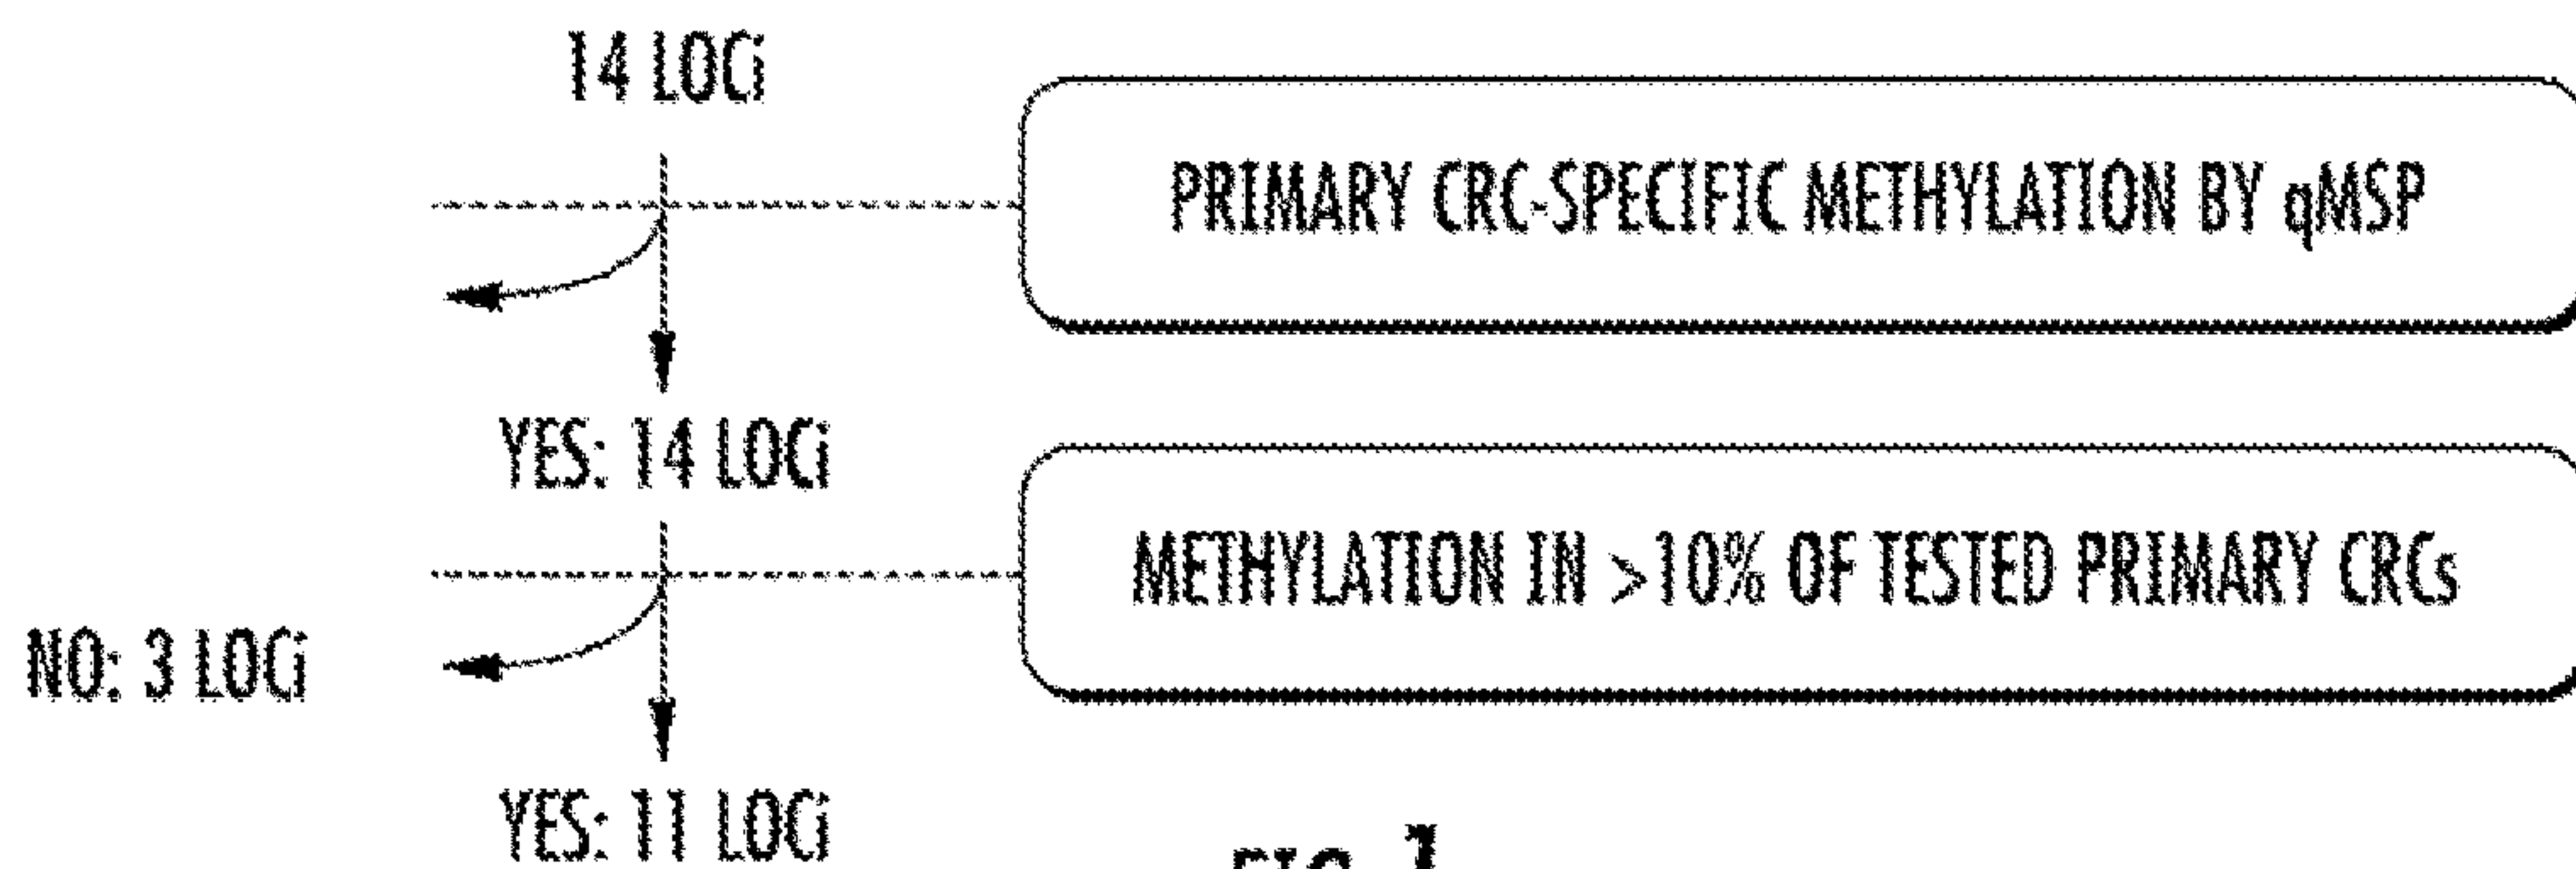 14 LOCi
PRIMARY CRC-SPECIFIC METHYLATION BY qMSP
YES: 14 LOCi
METHYLATION IN >10% OF TESTED PRIMARY CRCs
NO: 3 LOCi
YES: 11 LOCi